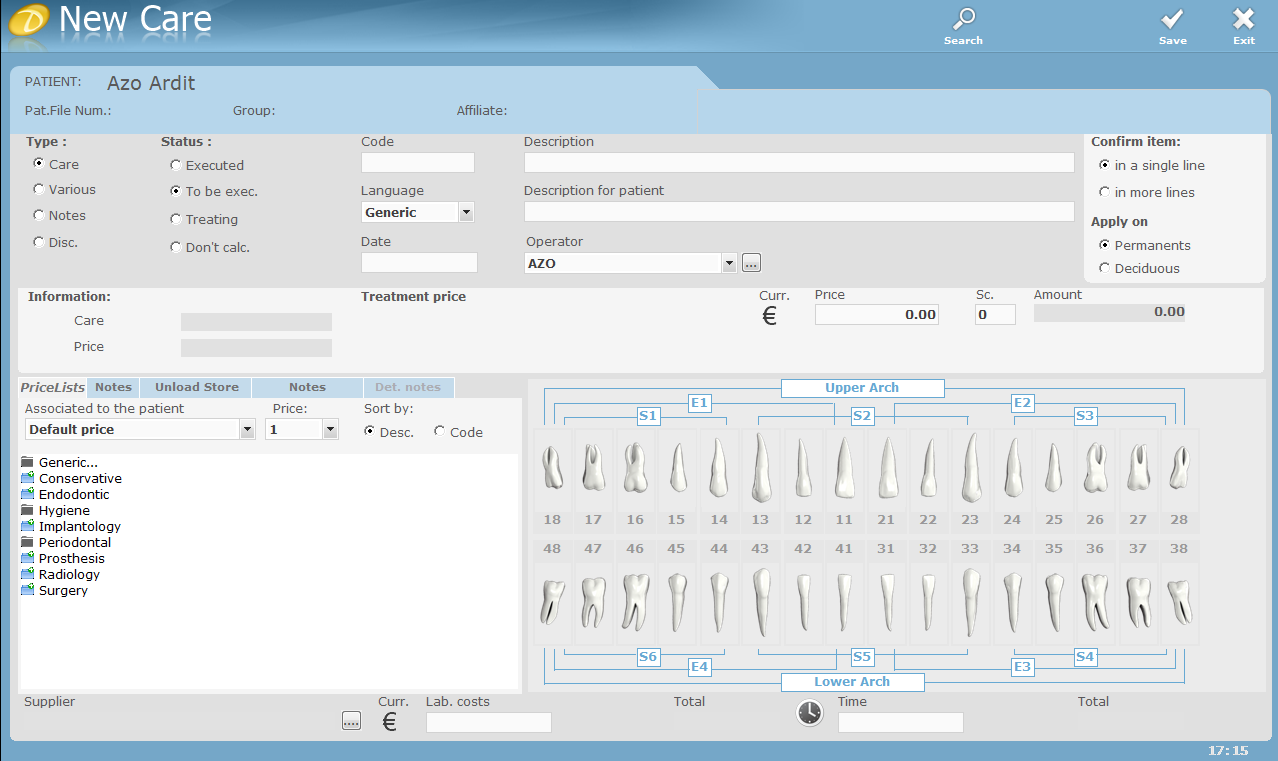 New Care
Search Save Exit
PATIENT: Azo Ardit
Pat.File Num.: Group: Affiliate:
Type : Status : Code Description Confirm item:
Care Executed in a single line
Various To be exec. Language Description for patient in more lines
Notes Treating Generic Apply on
Disc. Don't calc. Date Operator Permanents
AZO ... Deciduous
Information: Treatment price Curr. Price Sc. Amount
Care € 0.00 0 0.00
Price
PriceLists Notes Unload Store Notes Det. notes
Associated to the patient Price: Sort by:
Default price 1 Desc. Code
Generic...
Conservative
Endodontic
Hygiene
Implantology
Periodontal
Prosthesis
Radiology
Surgery
Upper Arch
E1 E2
S1 S2 S3
18 17 16 15 14 13 12 11 21 22 23 24 25 26 27 28
48 47 46 45 44 43 42 41 31 32 33 34 35 36 37 38
S6 S5 S4
E4 E3
Lower Arch
Supplier .... Curr. Lab. costs Total Time Total
€
17:15